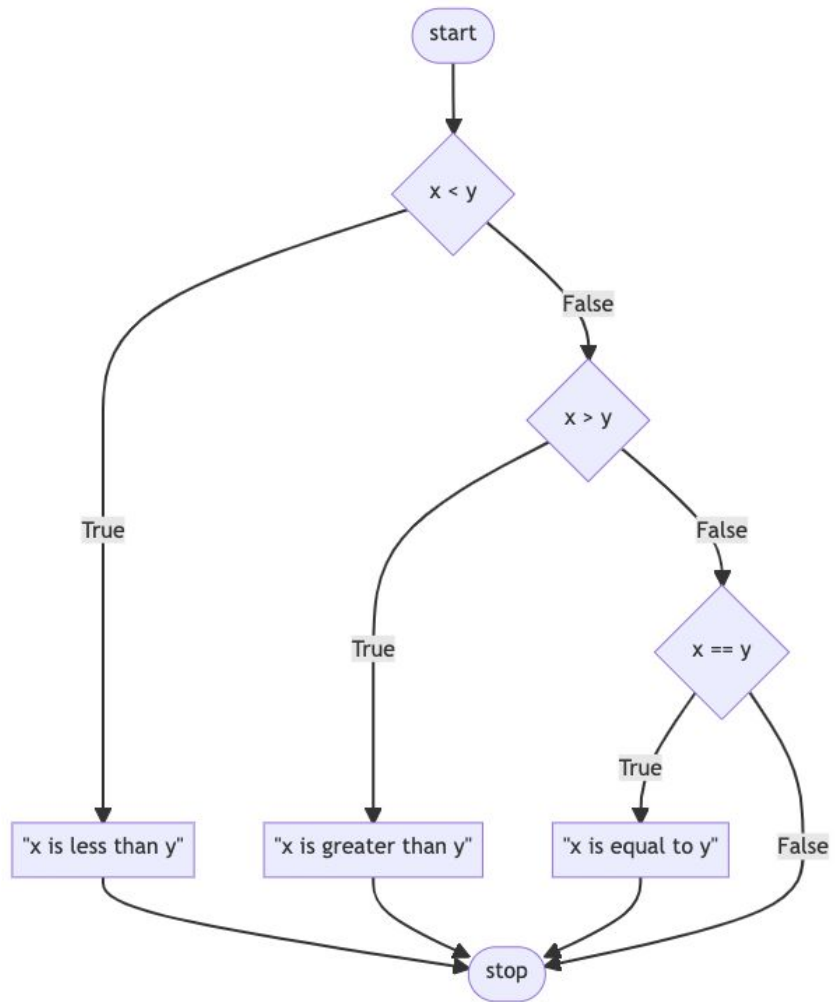 start
x < y
False
x > y
True
False
True
x == y
True
"x is less than y"
"x is greater than y"
"x is equal to y"
False
stop